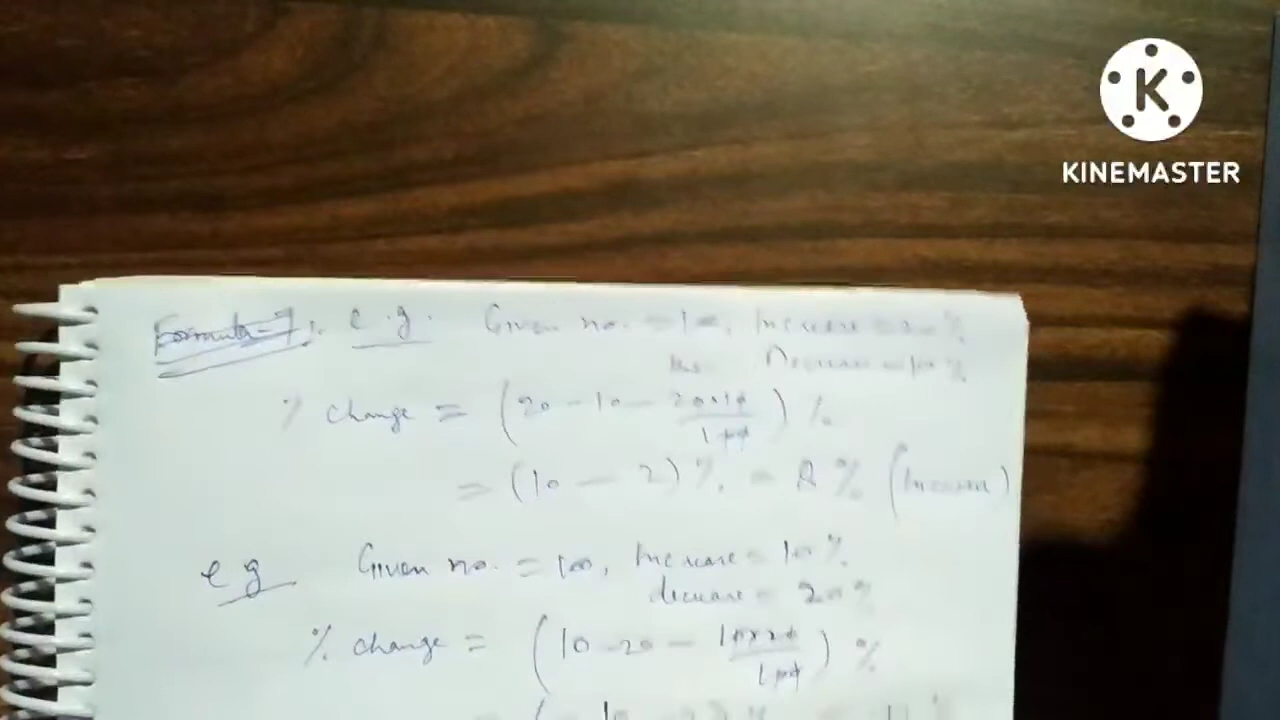 KINEMASTER
Formula-7:. e.g. Given no. = 100, Increase = 20%
Decrease = 10%
% change = (20 - 10 - 20×10/100) %
= (10 - 2) % = 8 % (Increase)
e g Given no. = 100, Increase = 10%
decrease = 20%
% change = (10 - 20 - 10×20/100) %